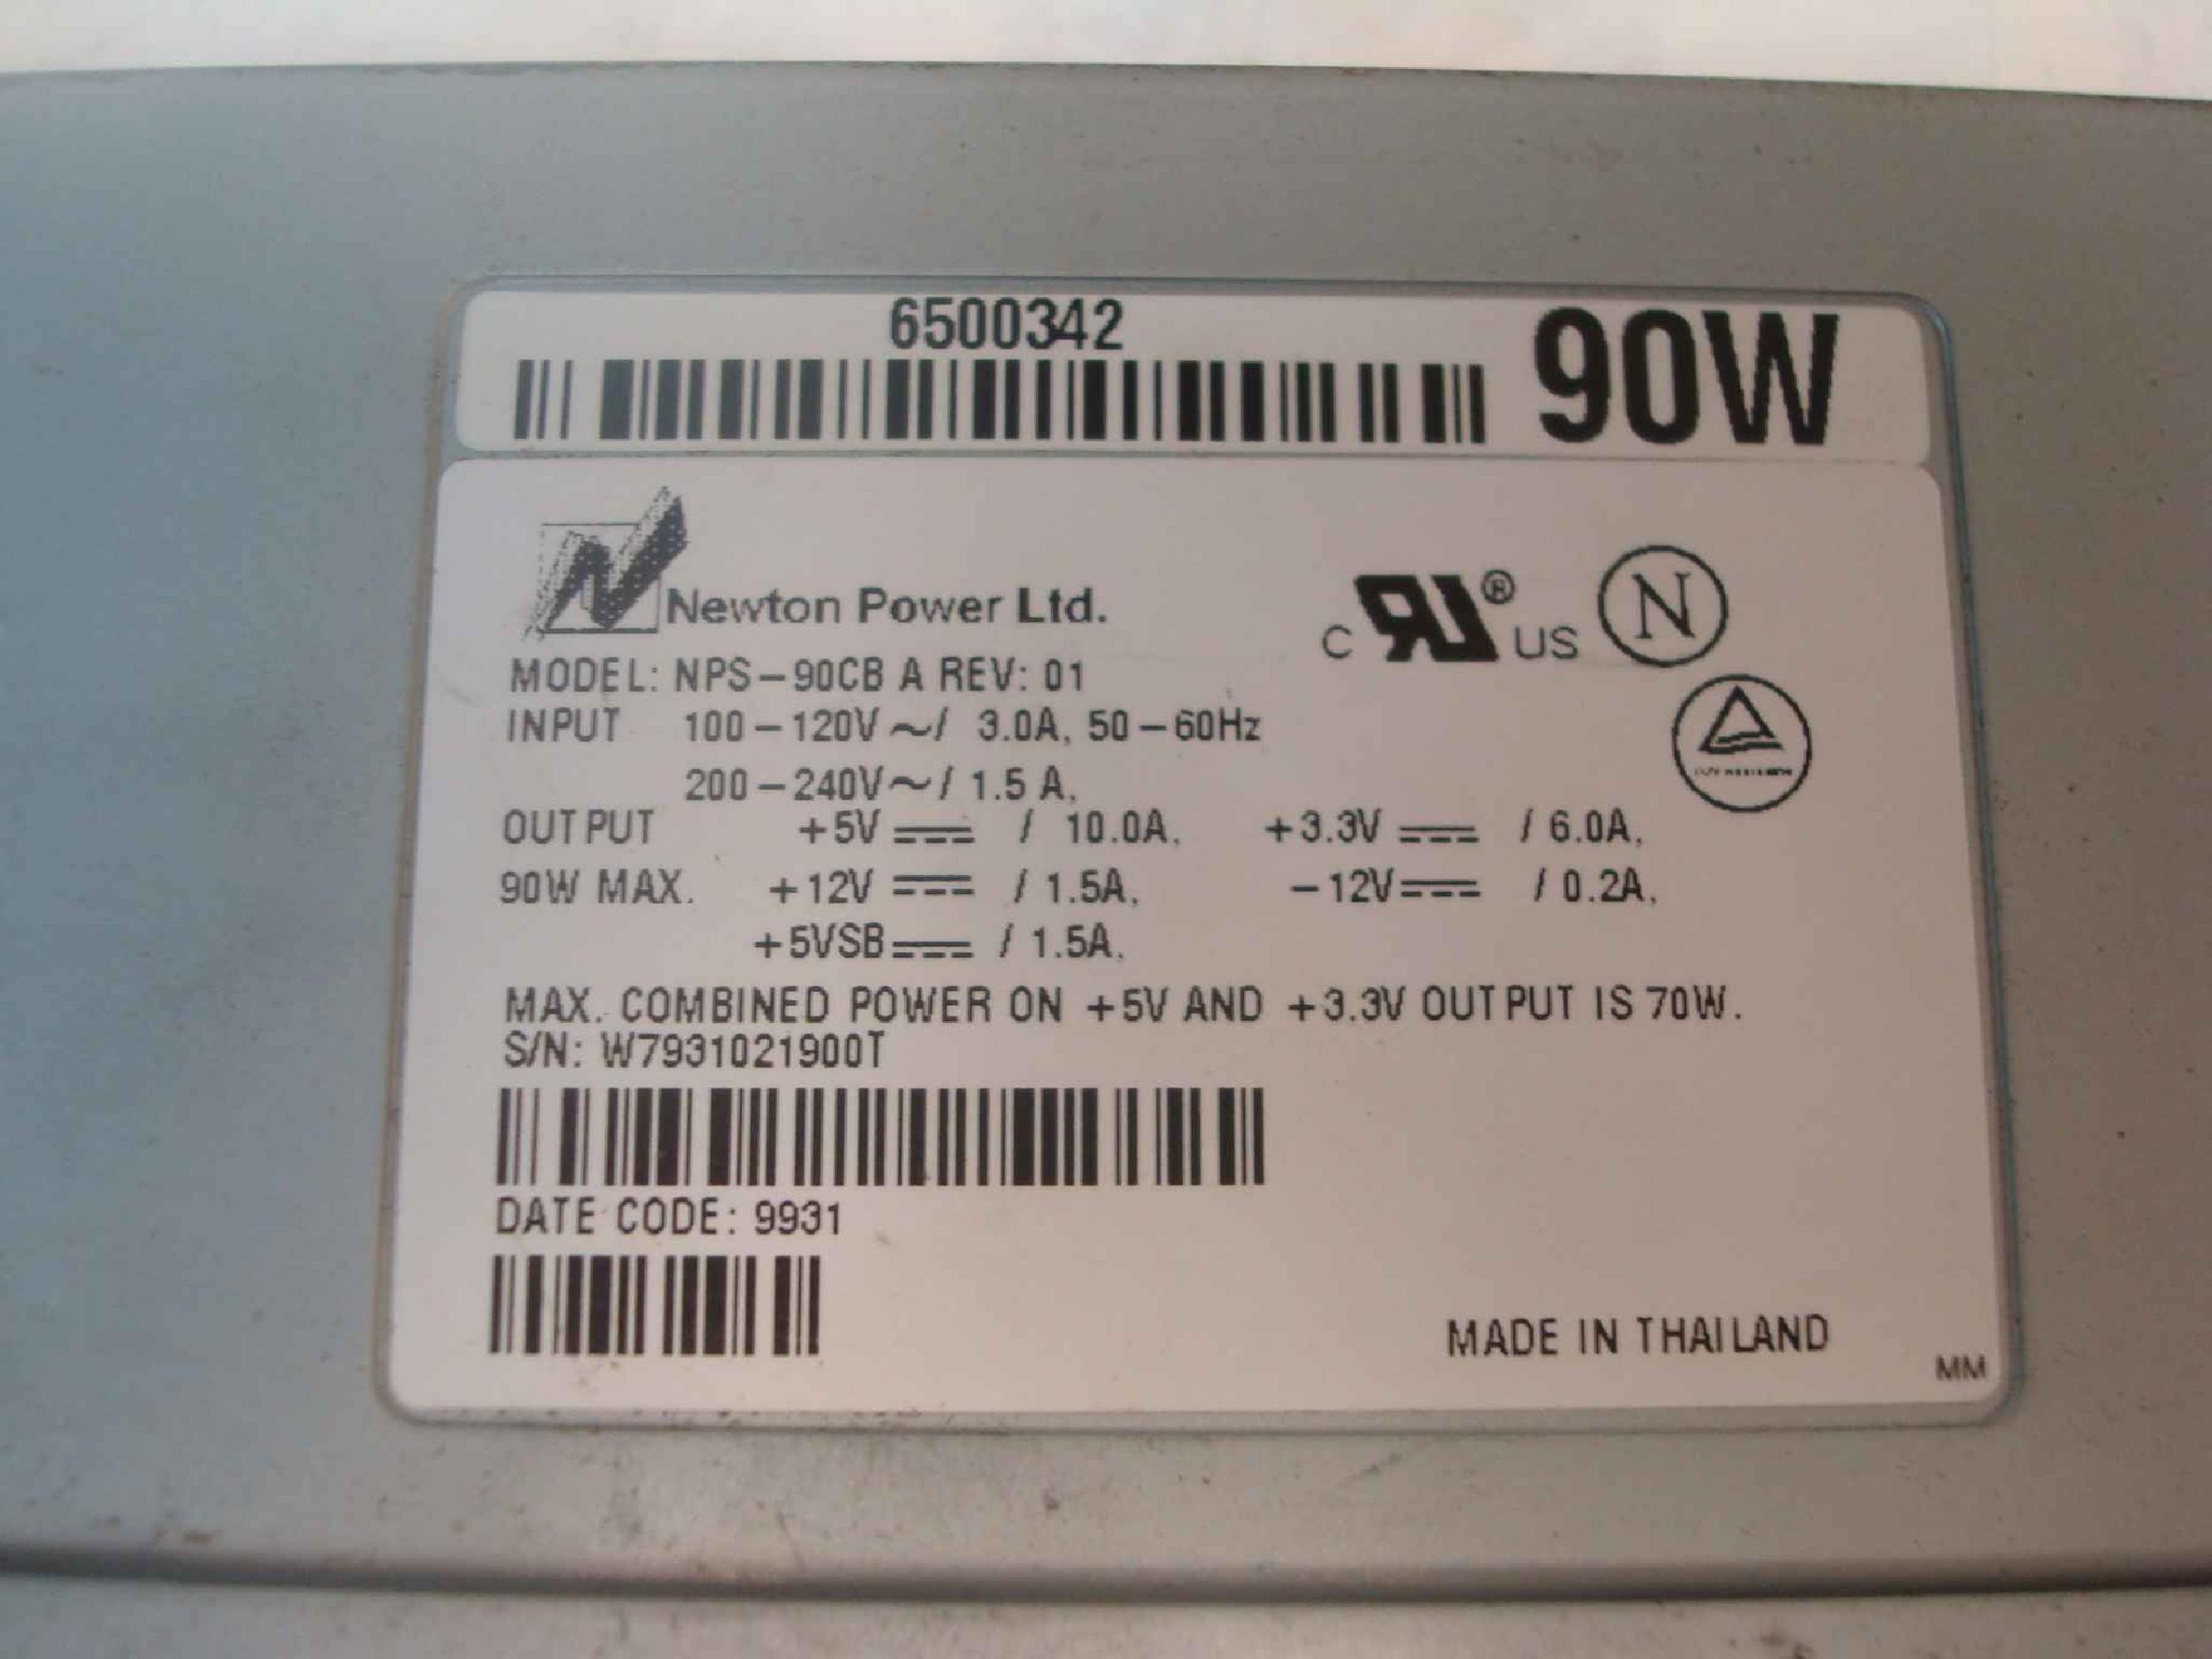 6500342
90W
Newton Power Ltd.
C RU ® US N
MODEL: NPS-90CB A REV: 01
INPUT 100-120V ~/ 3.0A, 50-60Hz
200-240V~/ 1.5 A,
OUTPUT +5V ⎓ / 10.0A, +3.3V ⎓ / 6.0A,
90W MAX. +12V ⎓ / 1.5A, -12V ⎓ / 0.2A,
+5VSB ⎓ / 1.5A,
MAX. COMBINED POWER ON +5V AND +3.3V OUTPUT IS 70W.
S/N: W7931021900T
DATE CODE: 9931
MADE IN THAILAND
MM